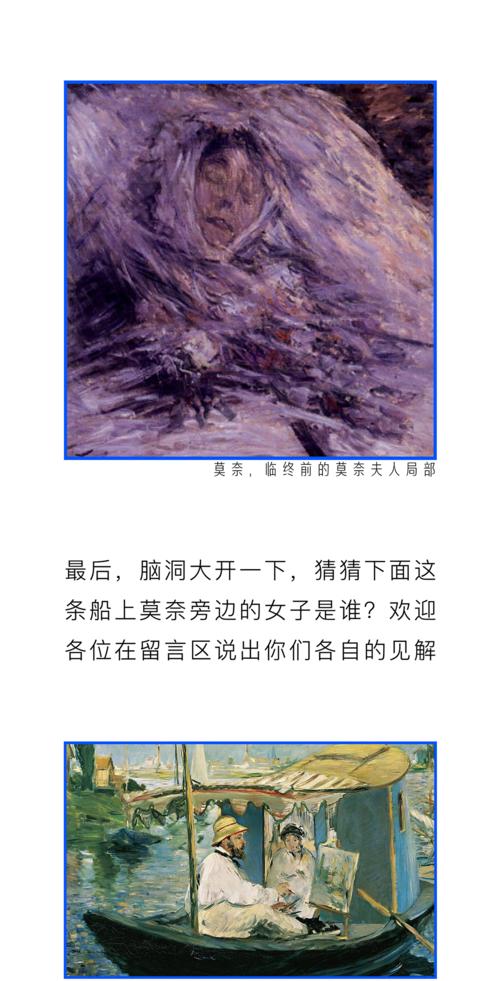 莫奈，临终前的莫奈夫人局部
最后，脑洞大开一下，猜猜下面这
条船上莫奈旁边的女子是谁？欢迎
各位在留言区说出你们各自的见解